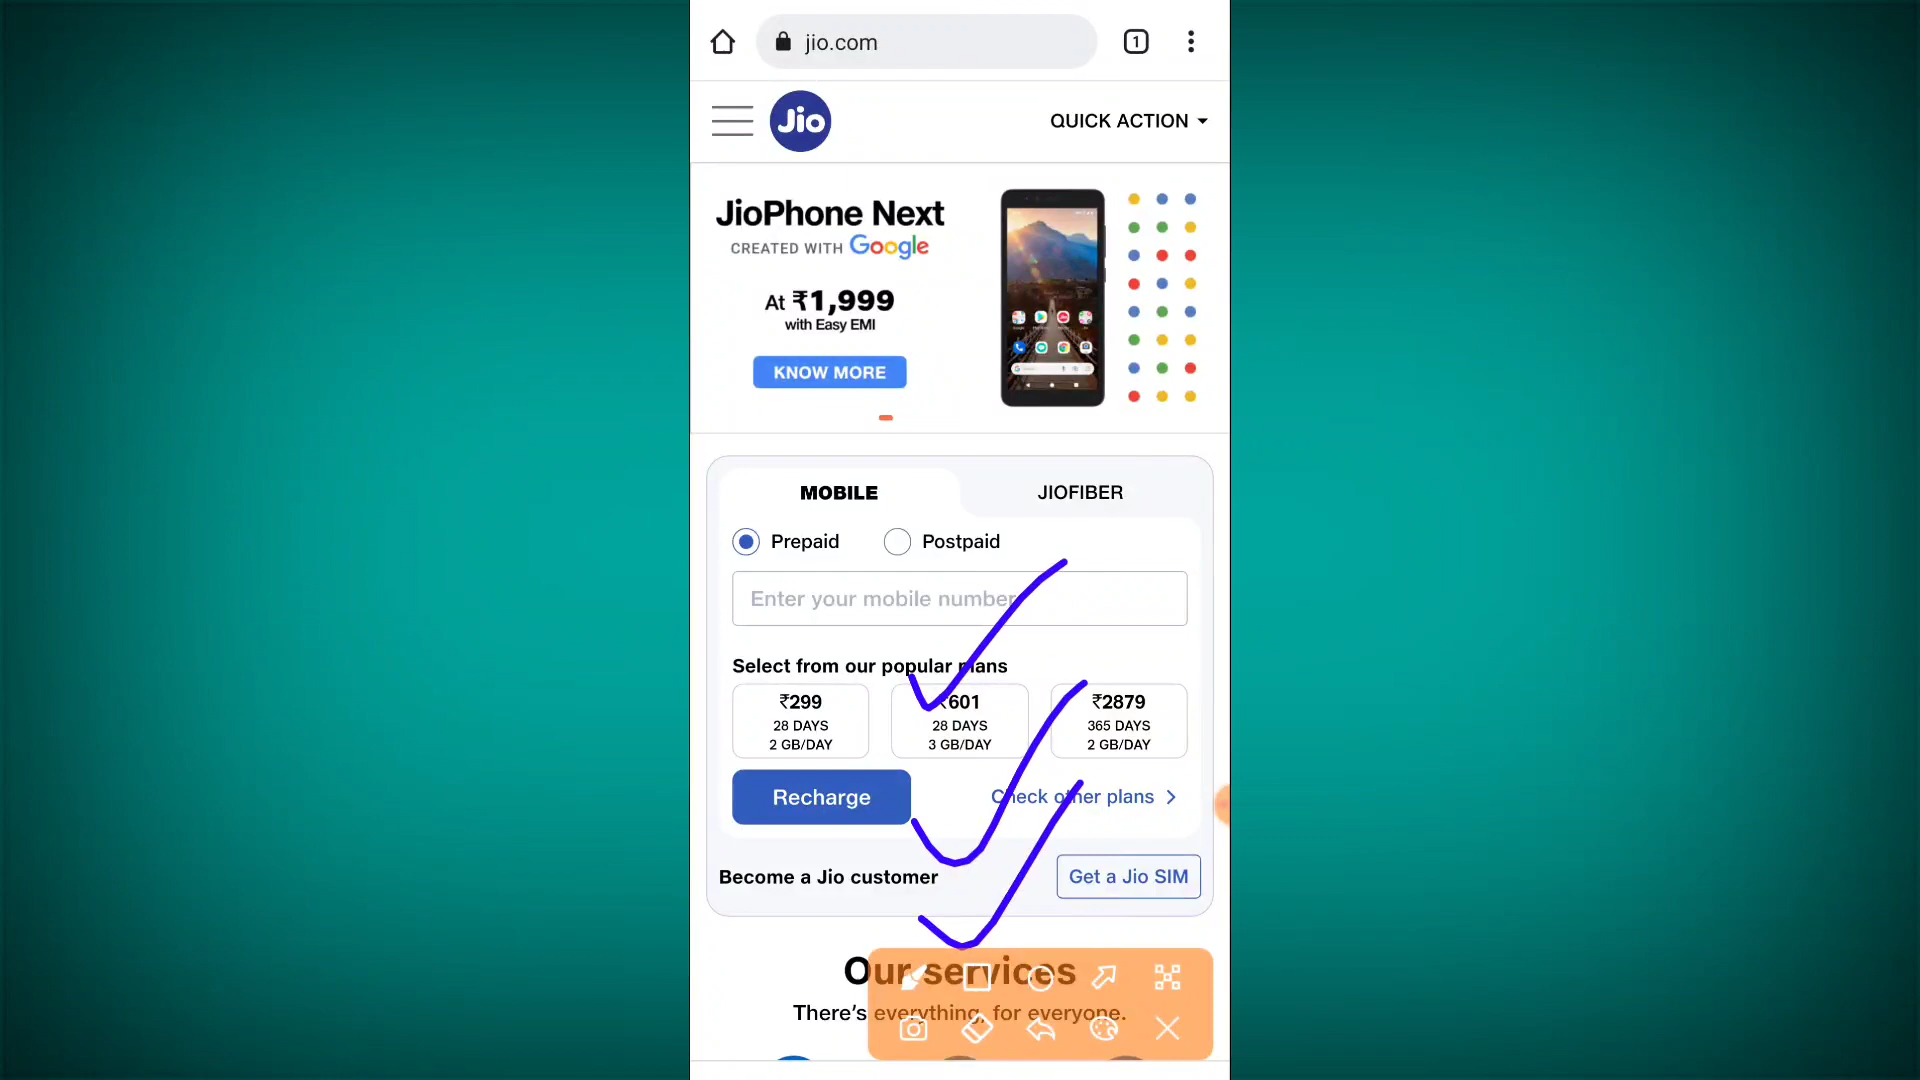 jio.com
1
Jio
QUICK ACTION
JioPhone Next
CREATED WITH Google
At ₹1,999
with Easy EMI
KNOW MORE
MOBILE
JIOFIBER
Prepaid
Postpaid
Enter your mobile number
Select from our popular plans
₹299
28 DAYS
2 GB/DAY
₹601
28 DAYS
3 GB/DAY
₹2879
365 DAYS
2 GB/DAY
Recharge
Check other plans
Become a Jio customer
Get a Jio SIM
Our services
There's everything, for everyone.